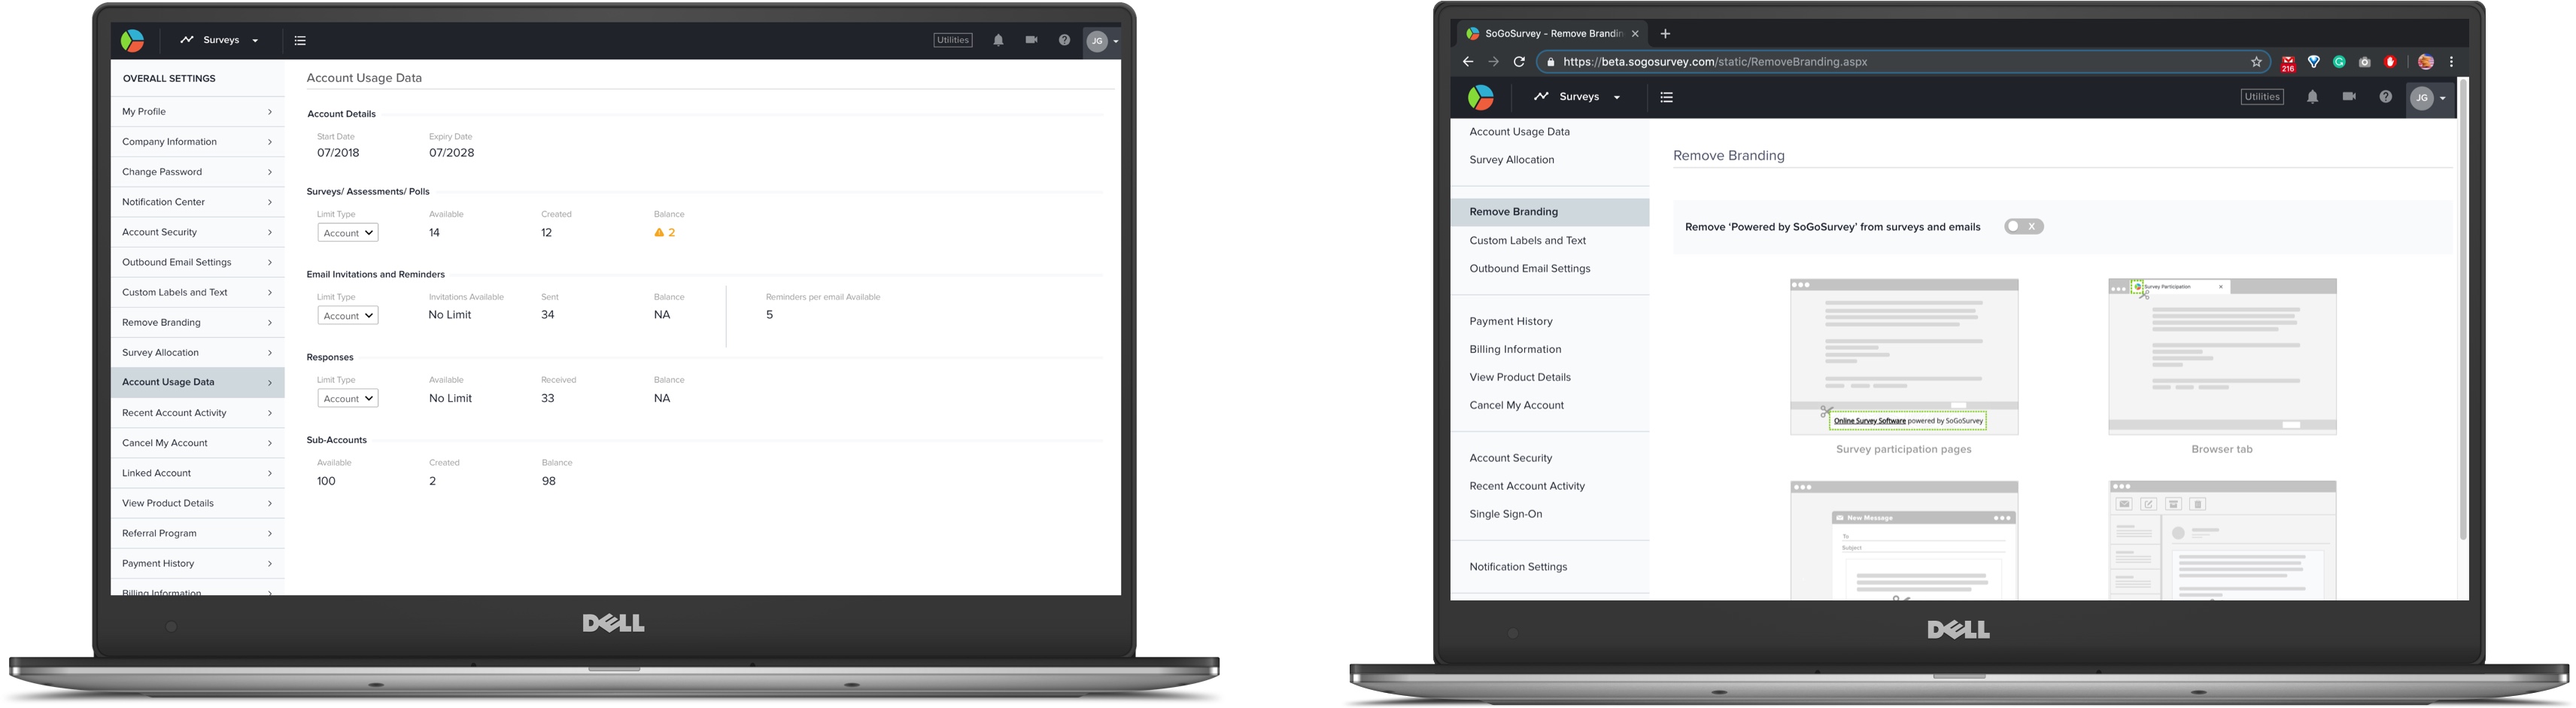 Surveys
Utilities
JG
OVERALL SETTINGS
My Profile
Company Information
Change Password
Notification Center
Account Security
Outbound Email Settings
Custom Labels and Text
Remove Branding
Survey Allocation
Account Usage Data
Recent Account Activity
Cancel My Account
Linked Account
View Product Details
Referral Program
Payment History
Billing Information
Account Usage Data
Account Details
Start Date Expiry Date
07/2018 07/2028
Surveys/ Assessments/ Polls
Limit Type Available Created Balance
Account 14 12 2
Email Invitations and Reminders
Limit Type Invitations Available Sent Balance Reminders per email Available
Account No Limit 34 NA 5
Responses
Limit Type Available Received Balance
Account No Limit 33 NA
Sub-Accounts
Available Created Balance
100 2 98
DELL
SoGoSurvey - Remove Brandin
https://beta.sogosurvey.com/static/RemoveBranding.aspx
216
Surveys
Utilities
JG
Account Usage Data
Survey Allocation
Remove Branding
Custom Labels and Text
Outbound Email Settings
Payment History
Billing Information
View Product Details
Cancel My Account
Account Security
Recent Account Activity
Single Sign-On
Notification Settings
Remove Branding
Remove ‘Powered by SoGoSurvey’ from surveys and emails
X
Online Survey Software powered by SoGoSurvey
Survey participation pages
Survey Participation
Browser tab
New Message
To
Subject
DELL